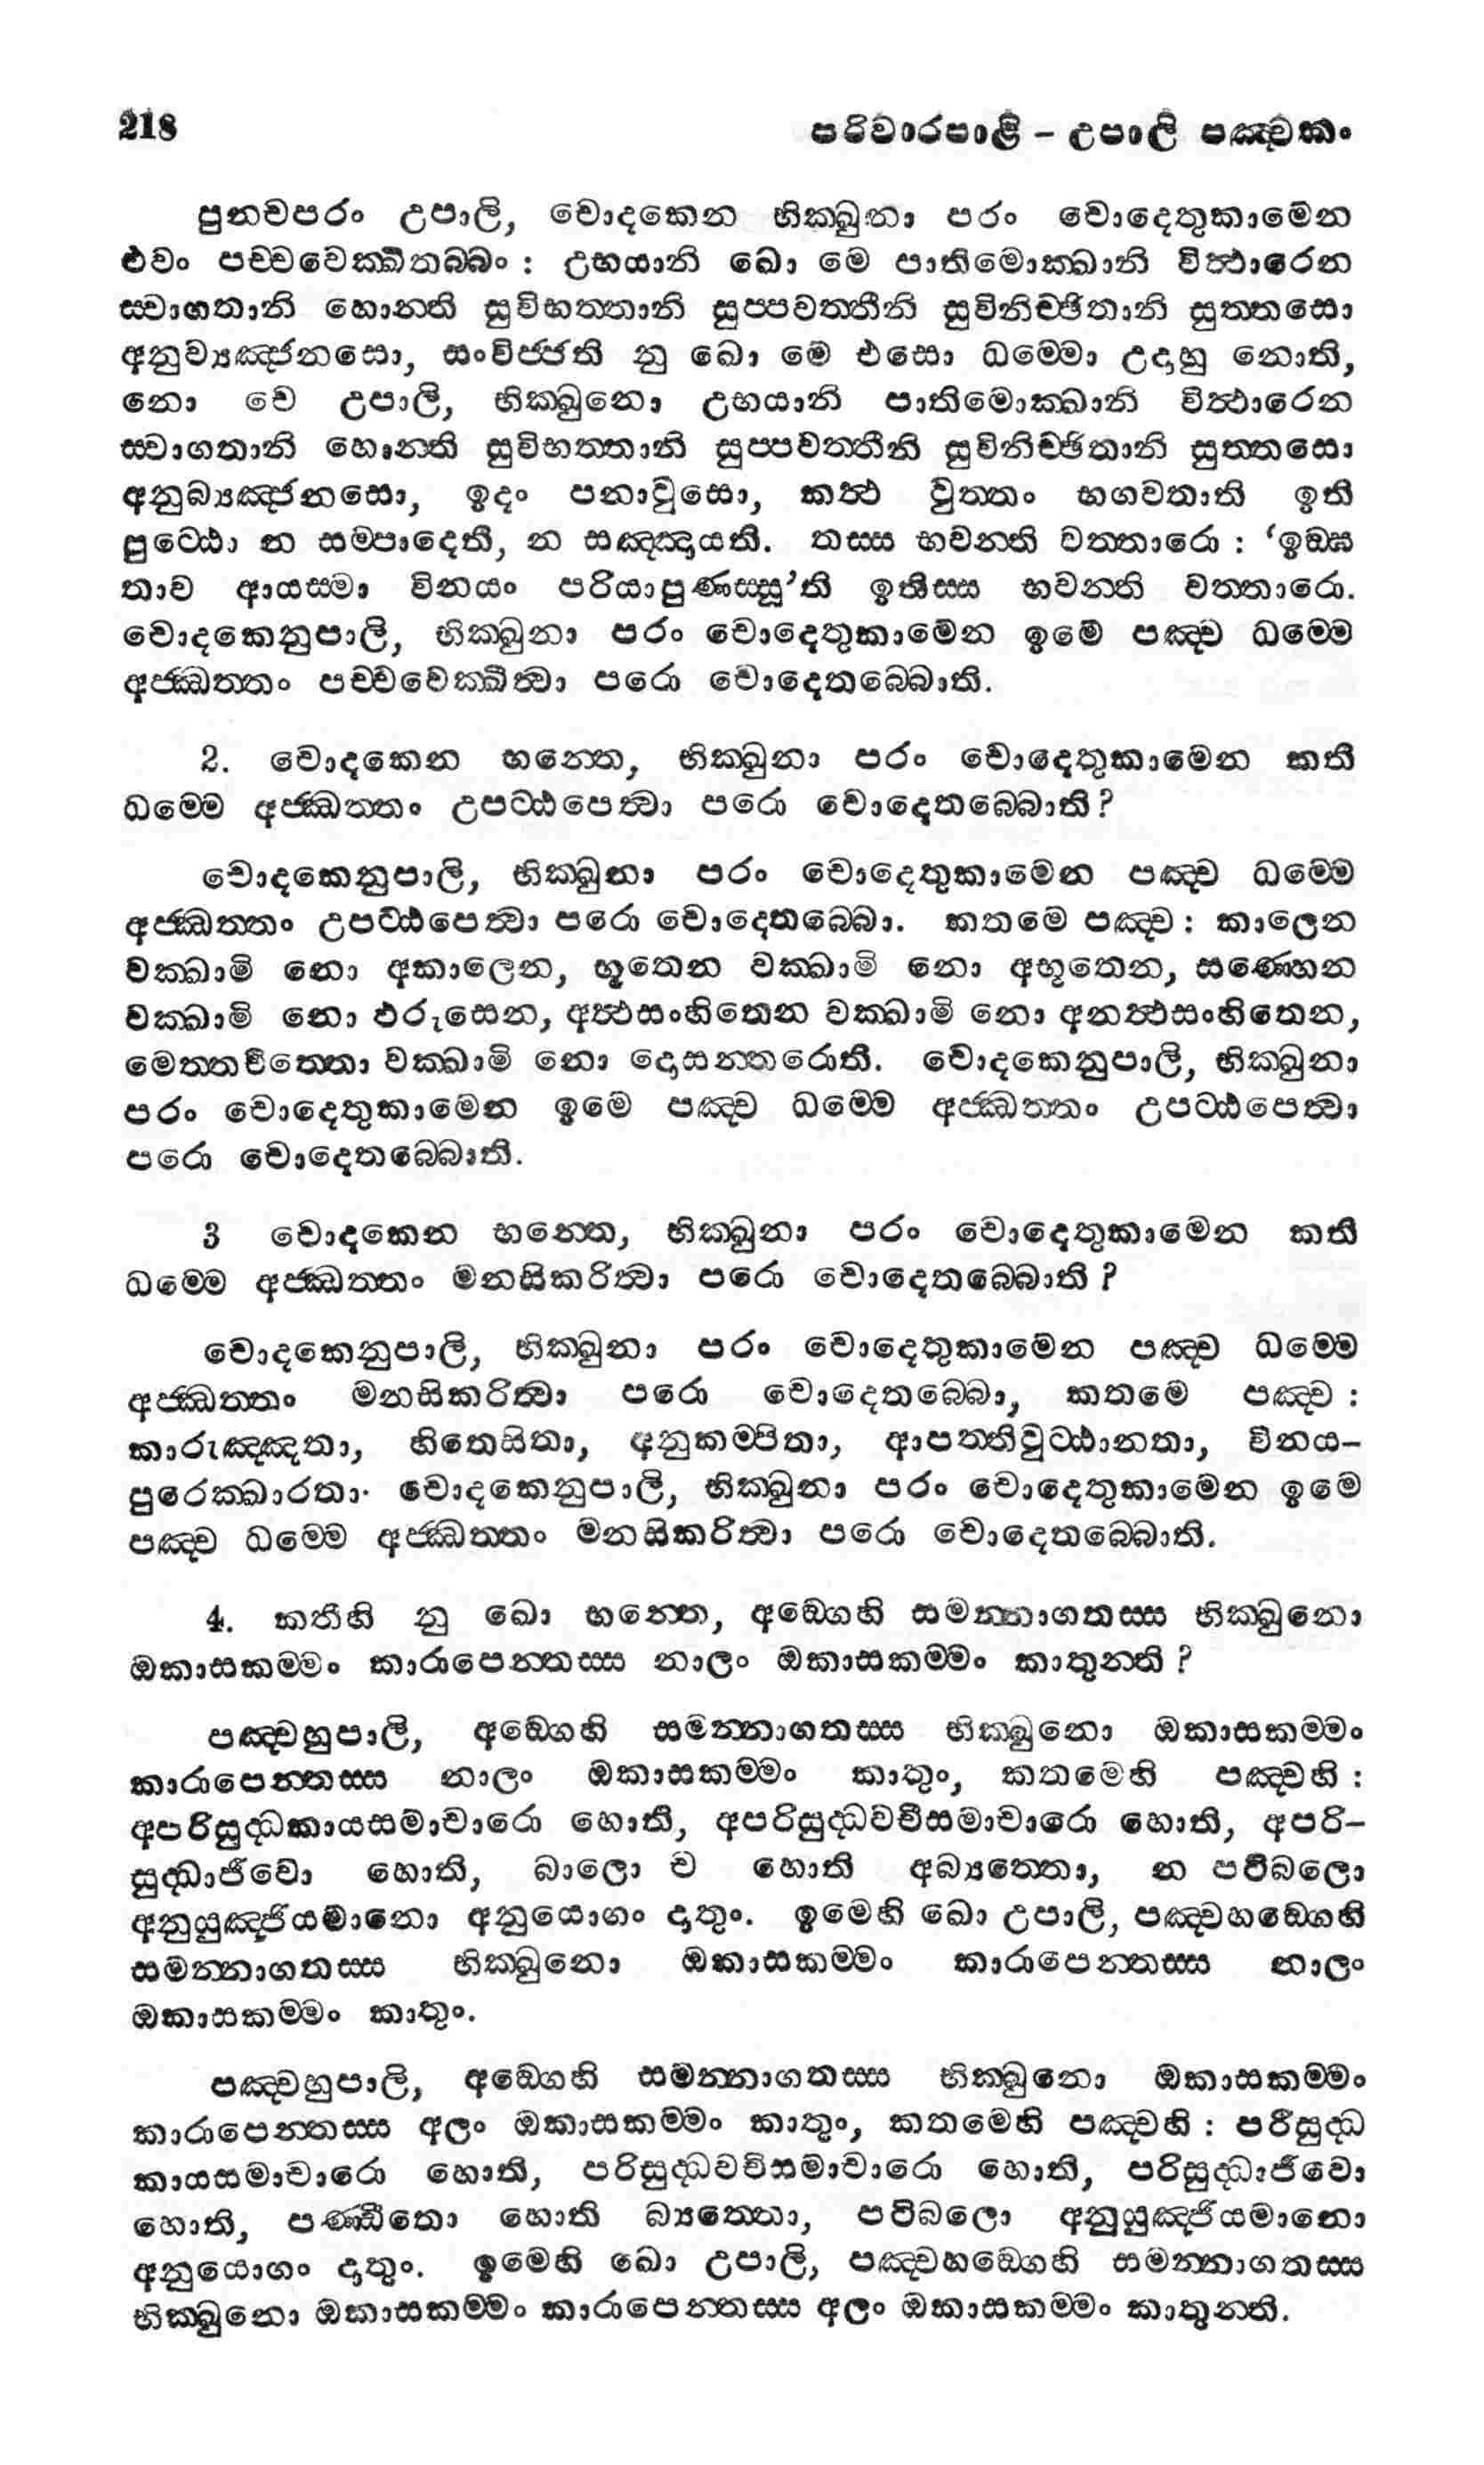 218
පරිවාරපාළි – උපාලි පඤ්චකං
පුනචපරං උපාලි, චොදකෙන භික්ඛුනා පරං චොදෙතුකාමෙන
එවං පච්චවෙක්ඛිතබ්බං : උභයානි ඛො මෙ පාතිමොක්ඛානි විත්ථාරෙන
ස්වාගතානි හොන්ති සුවිභත්තානි සුප්පවත්තීනි සුවිනිච්ඡිතානි සුත්තසො
අනුව්‍යඤ්ජනසො, සංවිජ්ජති නු ඛො මෙ එසො ධම්මො උදාහු නොති,
නො චෙ උපාලි, භික්ඛුනො උභයානි පාතිමොක්ඛානි විත්ථාරෙන
ස්වාගතානි හොන්ති සුවිභත්තානි සුප්පවත්තීනි සුවිනිච්ඡිතානි සුත්තසො
අනුබ්‍යඤ්ජනසො, ඉදං පනාවුසො, කත්ථ වුත්තං භගවතාති ඉති
පුට්ඨො න සම්පාදෙති, න සඤ්ඤායති. තස්ස භවන්ති වත්තාරො : ‘ඉඞ්ඝ
තාව ආයස්මා විනයං පරියාපුණස්සූ’ති ඉතිස්ස භවන්ති වත්තාරො.
චොදකෙනුපාලි, භික්ඛුනා පරං චොදෙතුකාමෙන ඉමෙ පඤ්ච ධම්මෙ
අජ්ඣත්තං පච්චවෙක්ඛිත්වා පරො චොදෙතබ්බොති.
2. චොදකෙන භන්තෙ, භික්ඛුනා පරං චොදෙතුකාමෙන කති
ධම්මෙ අජ්ඣත්තං උපට්ඨපෙත්වා පරො චොදෙතබ්බොති?
චොදකෙනුපාලි, භික්ඛුනා පරං චොදෙතුකාමෙන පඤ්ච ධම්මෙ
අජ්ඣත්තං උපට්ඨපෙත්වා පරො චොදෙතබ්බො. කතමෙ පඤ්ච : කාලෙන
වක්ඛාමි නො අකාලෙන, භූතෙන වක්ඛාමි නො අභූතෙන, සණ්හෙන
වක්ඛාමි නො ඵරුසෙන, අත්ථසංහිතෙන වක්ඛාමි නො අනත්ථසංහිතෙන,
මෙත්තචිත්තො වක්ඛාමි නො දොසන්තරොති. චොදකෙනුපාලි, භික්ඛුනා
පරං චොදෙතුකාමෙන ඉමෙ පඤ්ච ධම්මෙ අජ්ඣත්තං උපට්ඨපෙත්වා
පරො චොදෙතබ්බොති.
3 චොදකෙන භන්තෙ, භික්ඛුනා පරං චොදෙතුකාමෙන කති
ධම්මෙ අජ්ඣත්තං මනසිකරිත්වා පරො චොදෙතබ්බොති ?
චොදකෙනුපාලි, භික්ඛුනා පරං චොදෙතුකාමෙන පඤ්ච ධම්මෙ
අජ්ඣත්තං මනසිකරිත්වා පරො චොදෙතබ්බො, කතමෙ පඤ්ච :
කාරුඤ්ඤතා, හිතෙසිතා, අනුකම්පිතා, ආපත්තිවුට්ඨානතා, විනය–
පුරෙක්ඛාරතා. චොදකෙනුපාලි, භික්ඛුනා පරං චොදෙතුකාමෙන ඉමෙ
පඤ්ච ධම්මෙ අජ්ඣත්තං මනසිකරිත්වා පරො චොදෙතබ්බොති.
4. කතීහි නු ඛො භන්තෙ, අඞ්ගෙහි සමන්නාගතස්ස භික්ඛුනො
ඔකාසකම්මං කාරාපෙන්තස්ස නාලං ඔකාසකම්මං කාතුන්ති ?
පඤ්චහුපාලි, අඞ්ගෙහි සමන්නාගතස්ස භික්ඛුනො ඔකාසකම්මං
කාරාපෙන්තස්ස නාලං ඔකාසකම්මං කාතුං, කතමෙහි පඤ්චහි :
අපරිසුද්ධකායසමාචාරො හොති, අපරිසුද්ධවචීසමාචාරො හොති, අපරි–
සුද්ධාජීවො හොති, බාලො ච හොති අබ්‍යත්තො, න පටිබලො
අනුයුඤ්ජියමානො අනුයොගං දාතුං. ඉමෙහි ඛො උපාලි, පඤ්චහඞ්ගෙහි
සමන්නාගතස්ස භික්ඛුනො ඔකාසකම්මං කාරාපෙන්තස්ස නාලං
ඔකාසකම්මං කාතුං.
පඤ්චහුපාලි, අඞ්ගෙහි සමන්නාගතස්ස භික්ඛුනො ඔකාසකම්මං
කාරාපෙන්තස්ස අලං ඔකාසකම්මං කාතුං, කතමෙහි පඤ්චහි : පරිසුද්ධ
කායසමාචාරො හොති, පරිසුද්ධවචීසමාචාරො හොති, පරිසුද්ධාජීවො
හොති, පණ්ඩිතො හොති බ්‍යත්තො, පටිබලො අනුයුඤ්ජියමානො
අනුයොගං දාතුං. ඉමෙහි ඛො උපාලි, පඤ්චහඞ්ගෙහි සමන්නාගතස්ස
භික්ඛුනො ඔකාසකම්මං කාරාපෙන්තස්ස අලං ඔකාසකම්මං කාතුන්ති.